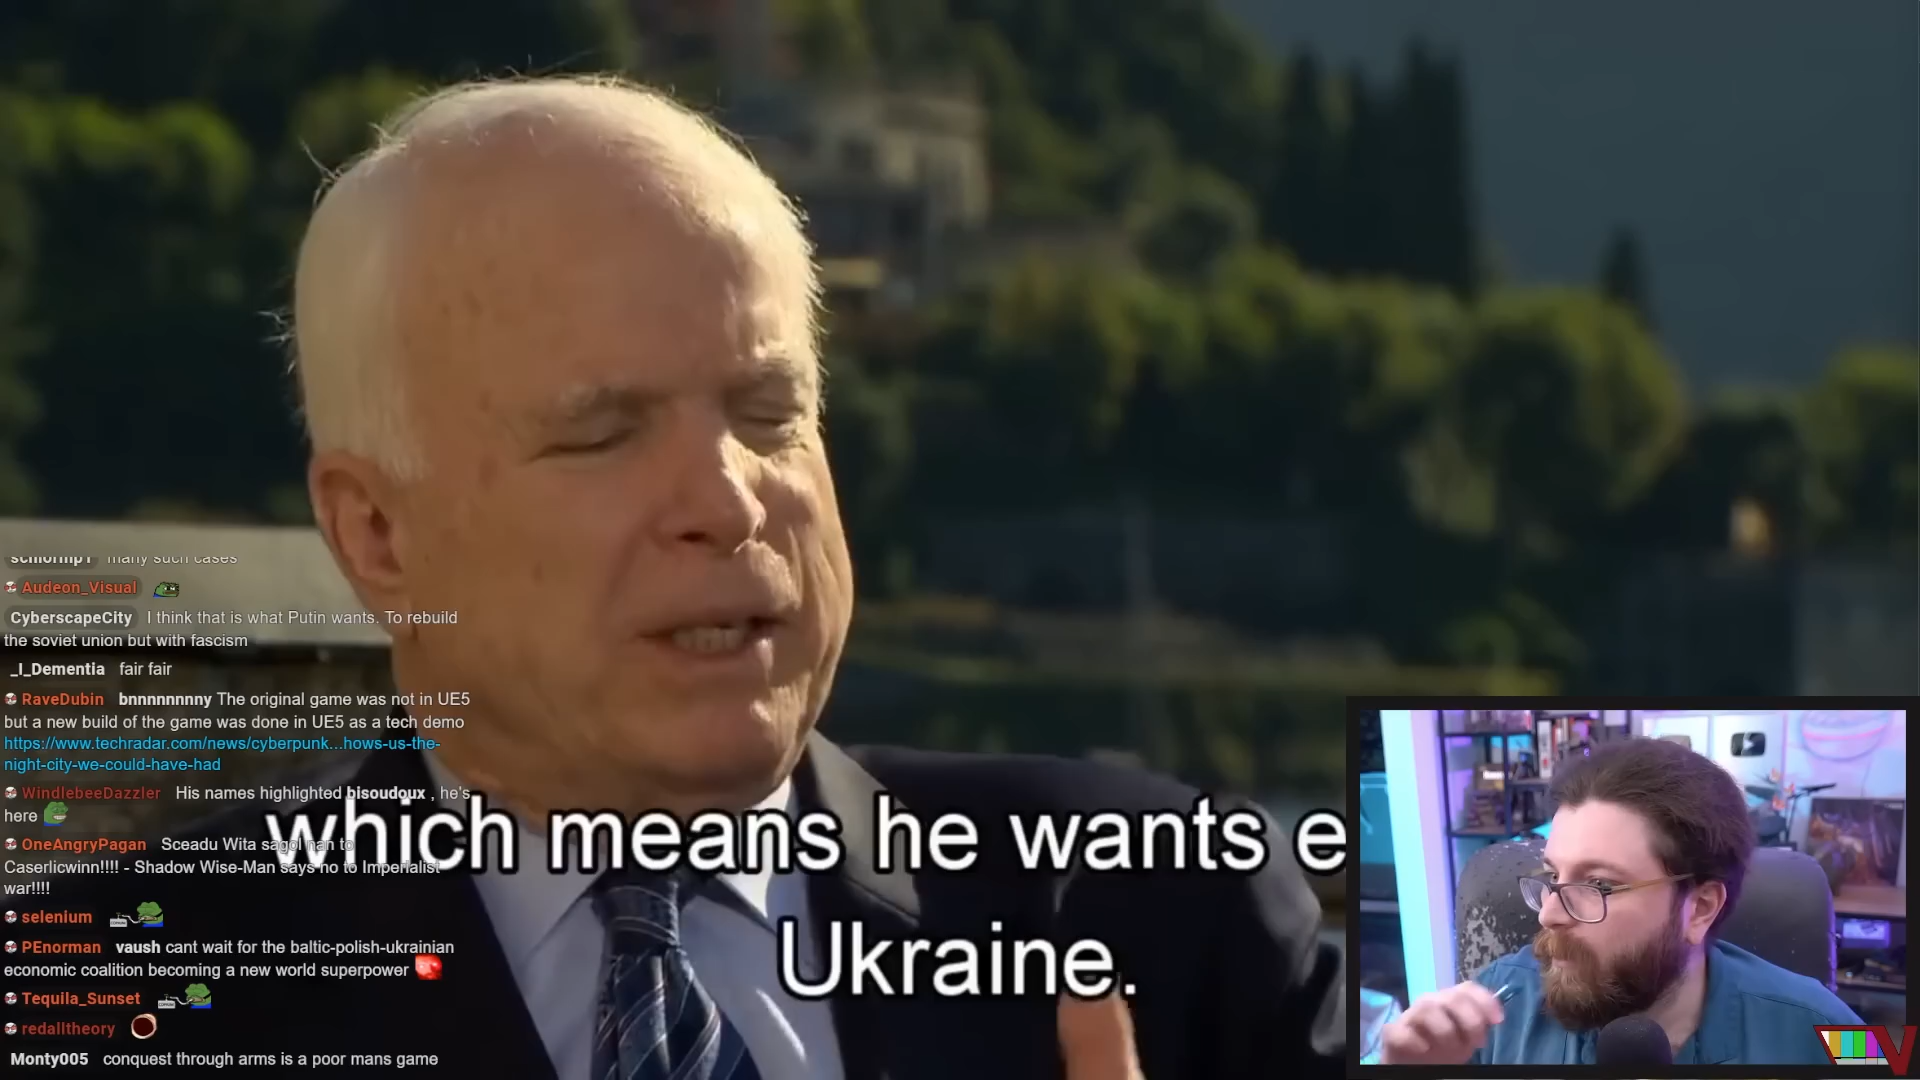 schlomp1 many such cases
Audeon_Visual
CyberscapeCity I think that is what Putin wants. To rebuild
the soviet union but with fascism
_I_Dementia fair fair
RaveDubin bnnnnnnnny The original game was not in UE5
but a new build of the game was done in UE5 as a tech demo
https://www.techradar.com/news/cyberpunk...hows-us-the-
night-city-we-could-have-had
WindlebeeDazzler His names highlighted bisoudoux , he's
here
OneAngryPagan Sceadu Wita sagol nan to
Caserlicwinn!!!! - Shadow Wise-Man says no to Imperialist
war!!!!
selenium
PEnorman vaush cant wait for the baltic-polish-ukrainian
economic coalition becoming a new world superpower
Tequila_Sunset
redalltheory
Monty005 conquest through arms is a poor mans game
which means he wants e
Ukraine.
V